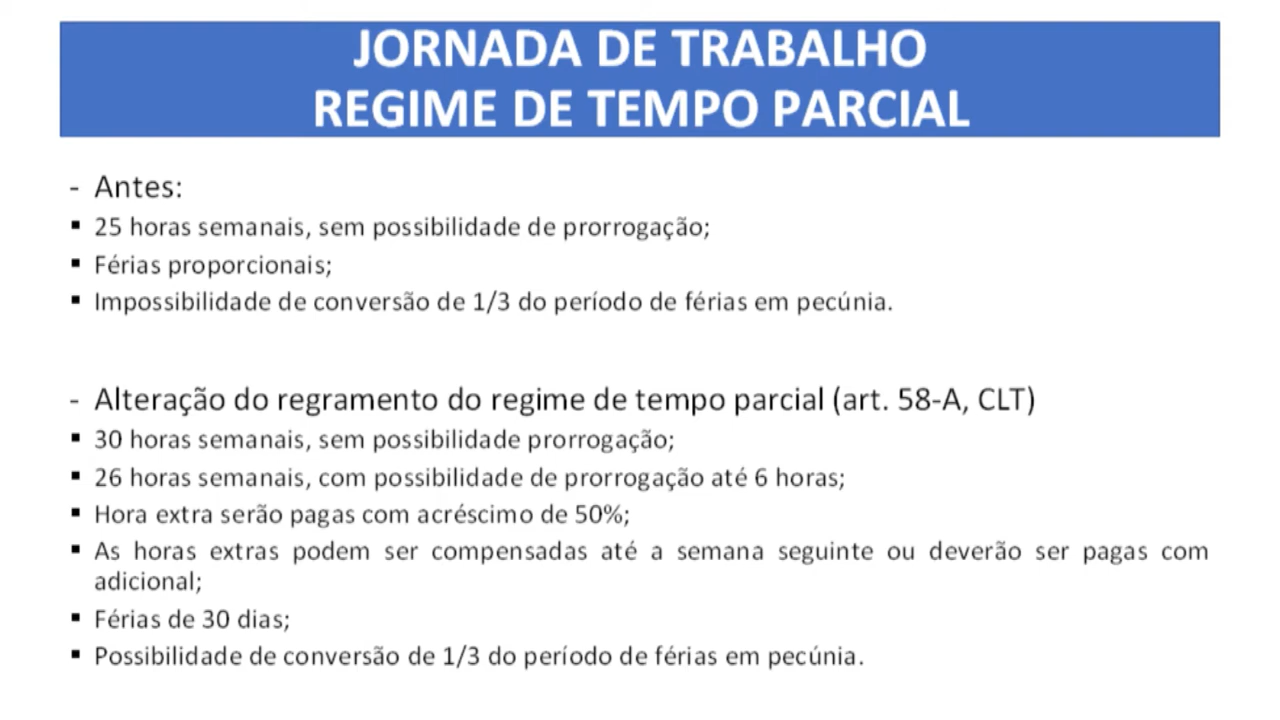 JORNADA DE TRABALHO
REGIME DE TEMPO PARCIAL
- Antes:
▪ 25 horas semanais, sem possibilidade de prorrogação;
▪ Férias proporcionais;
▪ Impossibilidade de conversão de 1/3 do período de férias em pecúnia.
- Alteração do regramento do regime de tempo parcial (art. 58-A, CLT)
▪ 30 horas semanais, sem possibilidade prorrogação;
▪ 26 horas semanais, com possibilidade de prorrogação até 6 horas;
▪ Hora extra serão pagas com acréscimo de 50%;
▪ As horas extras podem ser compensadas até a semana seguinte ou deverão ser pagas com
adicional;
▪ Férias de 30 dias;
▪ Possibilidade de conversão de 1/3 do período de férias em pecúnia.